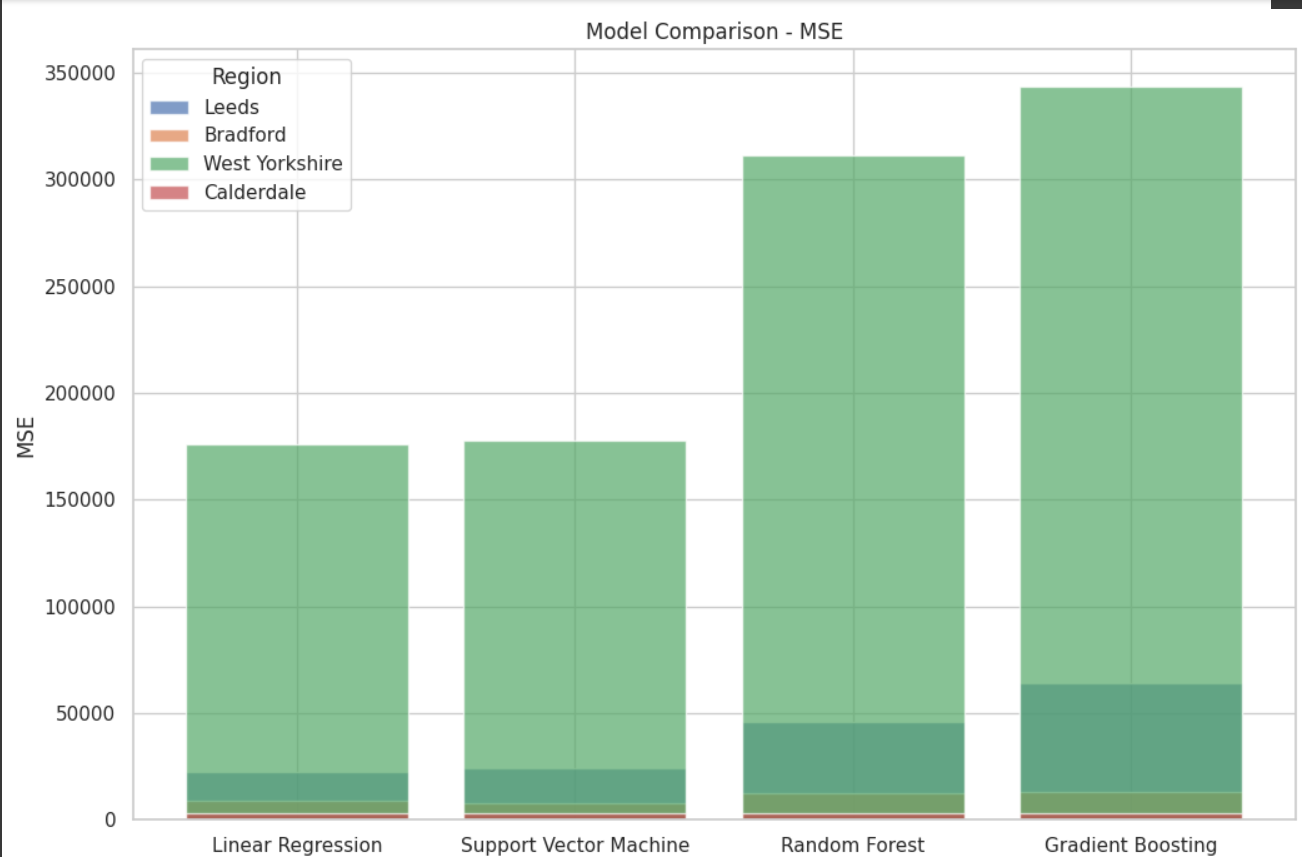 Model Comparison - MSE
Region
Leeds
Bradford
West Yorkshire
Calderdale
350000
300000
250000
200000
150000
100000
50000
0
MSE
Linear Regression
Support Vector Machine
Random Forest
Gradient Boosting